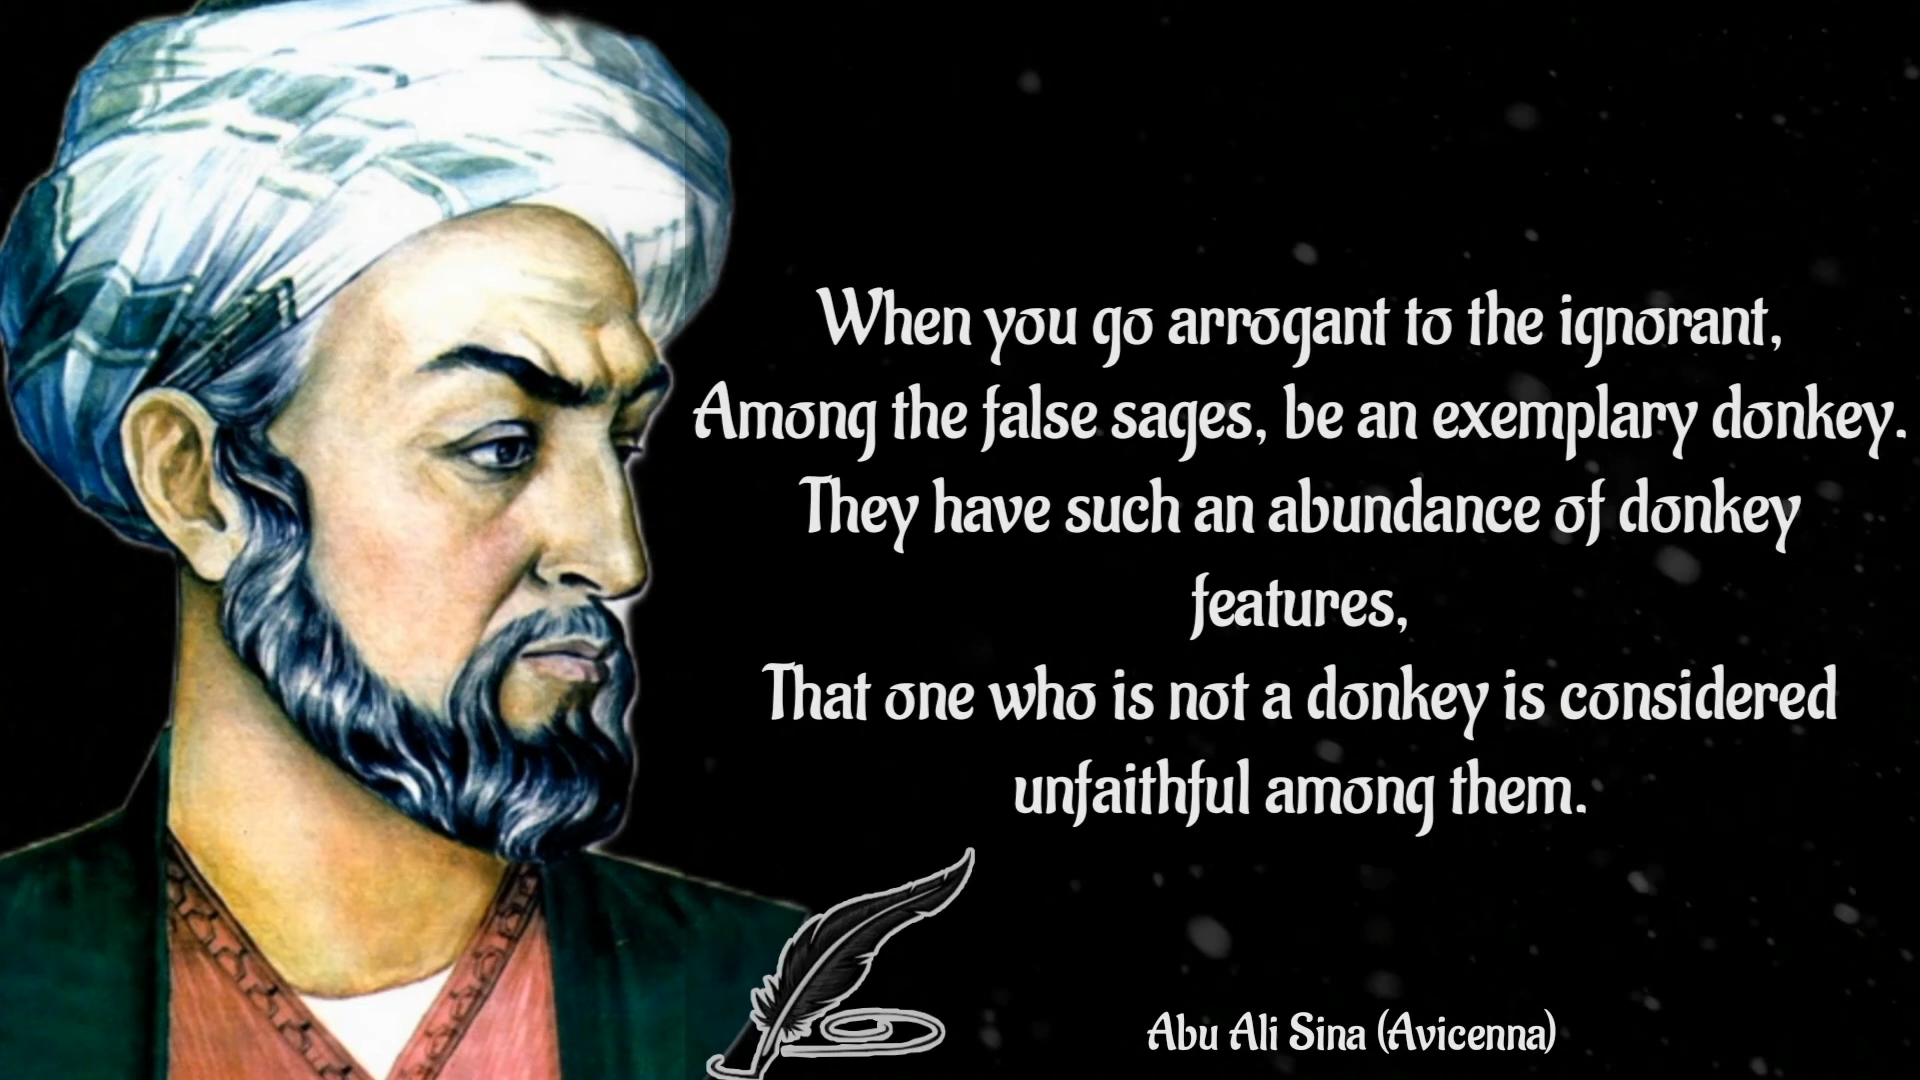 When you go arrogant to the ignorant,
Among the false sages, be an exemplary donkey.
They have such an abundance of donkey
features,
That one who is not a donkey is considered
unfaithful among them.
Abu Ali Sina (Avicenna)